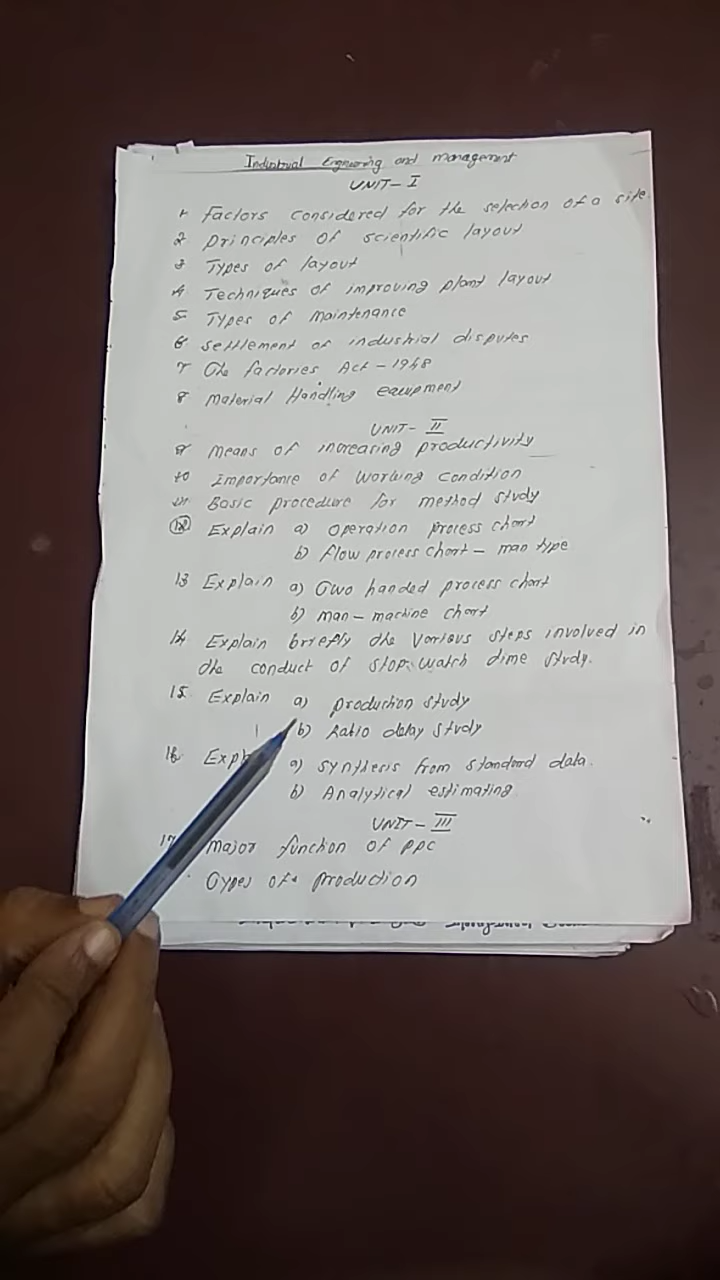 Industrial Engineering and management
UNIT - I
1 Factors considered for the selection of a site
2 principles of scientific layout
3 Types of layout
4 Techniques of improving plant layout
5 Types of maintenance
6 Settlement of industrial disputes
7 The factories Act - 1948
8 Material Handling equipment
UNIT - II
9 Means of increasing productivity
10 Importance of working condition
11 Basic procedure for method study
12 Explain a) Operation process chart
b) Flow process chart - man type
13 Explain a) Two handed process chart
b) man - machine chart
14 Explain briefly the various steps involved in
the conduct of stop watch time study.
15 Explain a) production study
b) Ratio delay study
16 a) synthesis from standard data.
b) Analytical estimating
UNIT - III
17 major function of PPC
Types of production